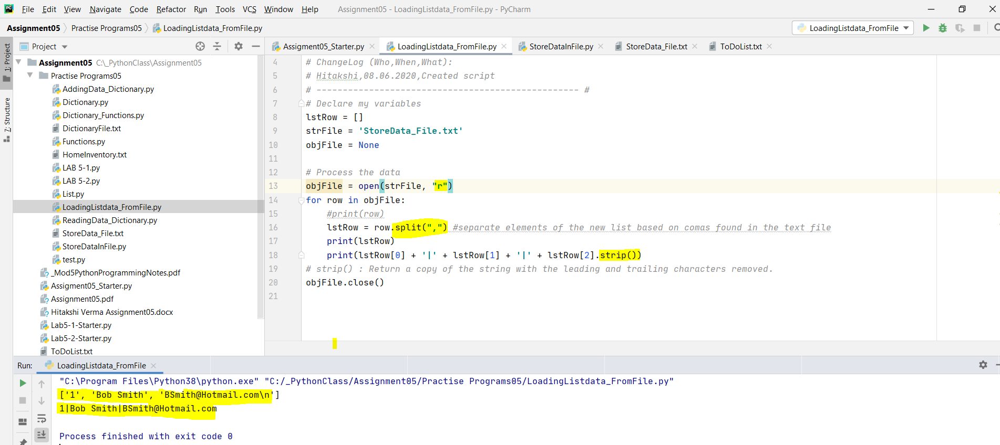 PC File Edit View Navigate Code Refactor Run Tools VCS Window Help Assignment05 - LoadingListdata_FromFile.py - PyCharm
Assignment05 Practise Programs05 LoadingListdata_FromFile.py LoadingListdata_FromFile
1: Project
7: Structure
Project
Assignment05 C:\_PythonClass\Assignment05
Practise Programs05
AddingData_Dictionary.py
Dictionary.py
Dictionary_Functions.py
DictionaryFile.txt
Functions.py
HomeInventory.txt
LAB 5-1.py
LAB 5-2.py
List.py
LoadingListdata_FromFile.py
ReadingData_Dictionary.py
StoreData_File.txt
StoreDataInFile.py
test.py
_Mod5PythonProgrammingNotes.pdf
Assigment05_Starter.py
Assignment05.pdf
Hitakshi Verma Assignment05.docx
Lab5-1-Starter.py
Lab5-2-Starter.py
ToDoList.txt
Assigment05_Starter.py LoadingListdata_FromFile.py StoreDataInFile.py StoreData_File.txt ToDoList.txt
4 # ChangeLog (Who,When,What):
5 # Hitakshi,08.06.2020,Created script
6 # -------------------------------------------------- #
7 # Declare my variables
8 lstRow = []
9 strFile = 'StoreData_File.txt'
10 objFile = None
11
12 # Process the data
13 objFile = open(strFile, "r")
14 for row in objFile:
15 #print(row)
16 lstRow = row.split(",") #separate elements of the new list based on comas found in the text file
17 print(lstRow)
18 print(lstRow[0] + '|' + lstRow[1] + '|' + lstRow[2].strip())
19 # strip() : Return a copy of the string with the leading and trailing characters removed.
20 objFile.close()
21
Run: LoadingListdata_FromFile
"C:\Program Files\Python38\python.exe" "C:/_PythonClass/Assignment05/Practise Programs05/LoadingListdata_FromFile.py"
['1', 'Bob Smith', 'BSmith@Hotmail.com\n']
1|Bob Smith|BSmith@Hotmail.com
Process finished with exit code 0